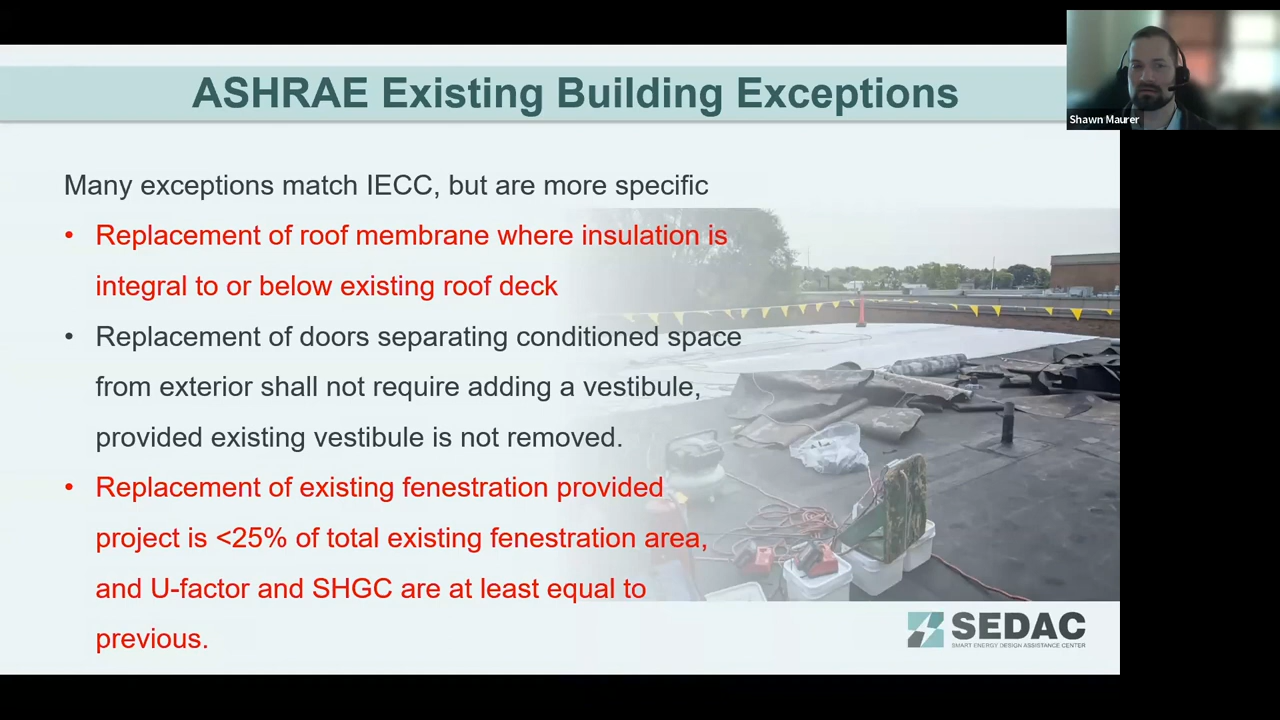 ASHRAE Existing Building Exceptions
Shawn Maurer
Many exceptions match IECC, but are more specific
• Replacement of roof membrane where insulation is
integral to or below existing roof deck
• Replacement of doors separating conditioned space
from exterior shall not require adding a vestibule,
provided existing vestibule is not removed.
• Replacement of existing fenestration provided
project is <25% of total existing fenestration area,
and U-factor and SHGC are at least equal to
previous.
SEDAC
SMART ENERGY DESIGN ASSISTANCE CENTER